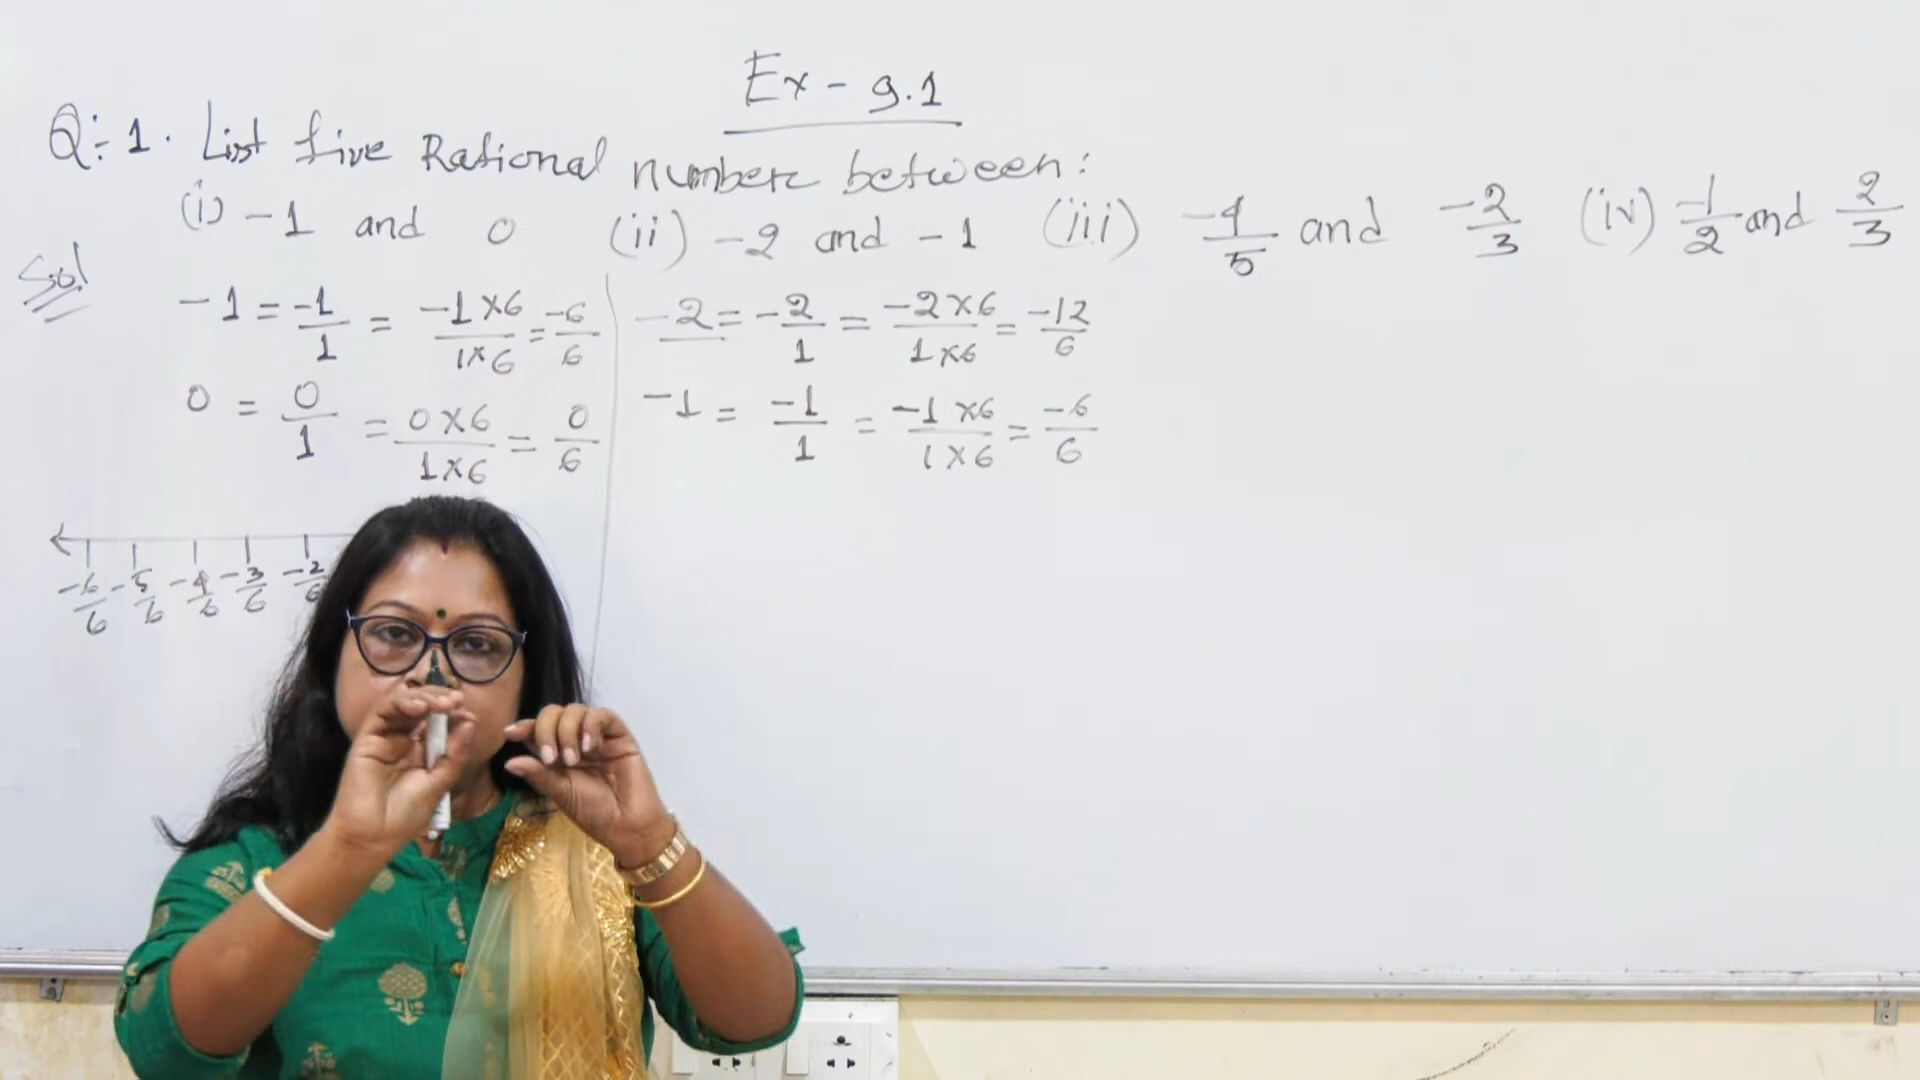 Ex - 9.1
Q:- 1. List five Rational number between:
(i) -1 and 0 (ii) -2 and -1 (iii) -4/5 and -2/3 (iv) -1/2 and 2/3
Sol
-1 = -1/1 = -1×6/1×6 = -6/6
0 = 0/1 = 0×6/1×6 = 0/6
-6/6 -5/6 -4/6 -3/6 -2/6
-2 = -2/1 = -2×6/1×6 = -12/6
-1 = -1/1 = -1×6/1×6 = -6/6